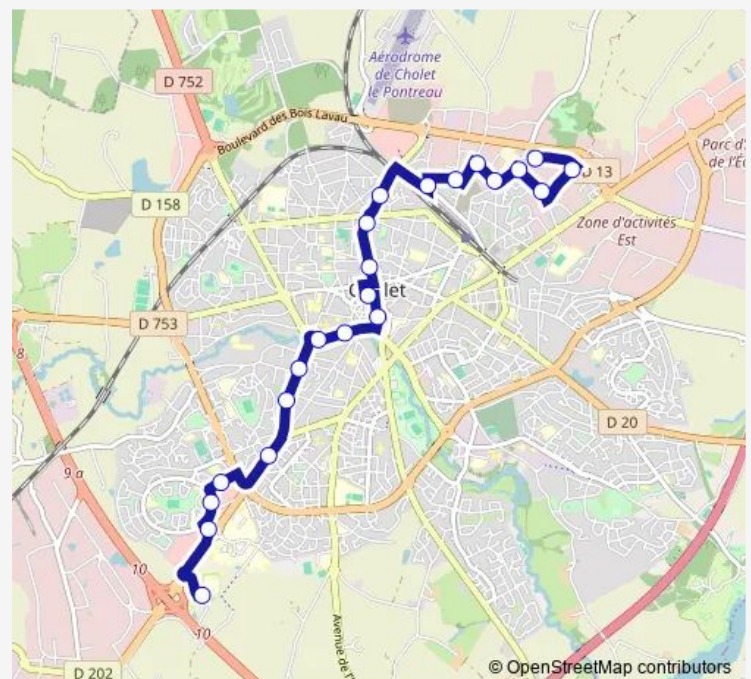 Aérodrome
de Cholet
le Pontreau
D 752
Boulevard des Bois Lavau
Parc d'
de l'É
D 13
D 158
Zone d'activités
Est
D 753
8
D 20
9 a
10
10
Avenue de l'
D 202
© OpenStreetMap contributors